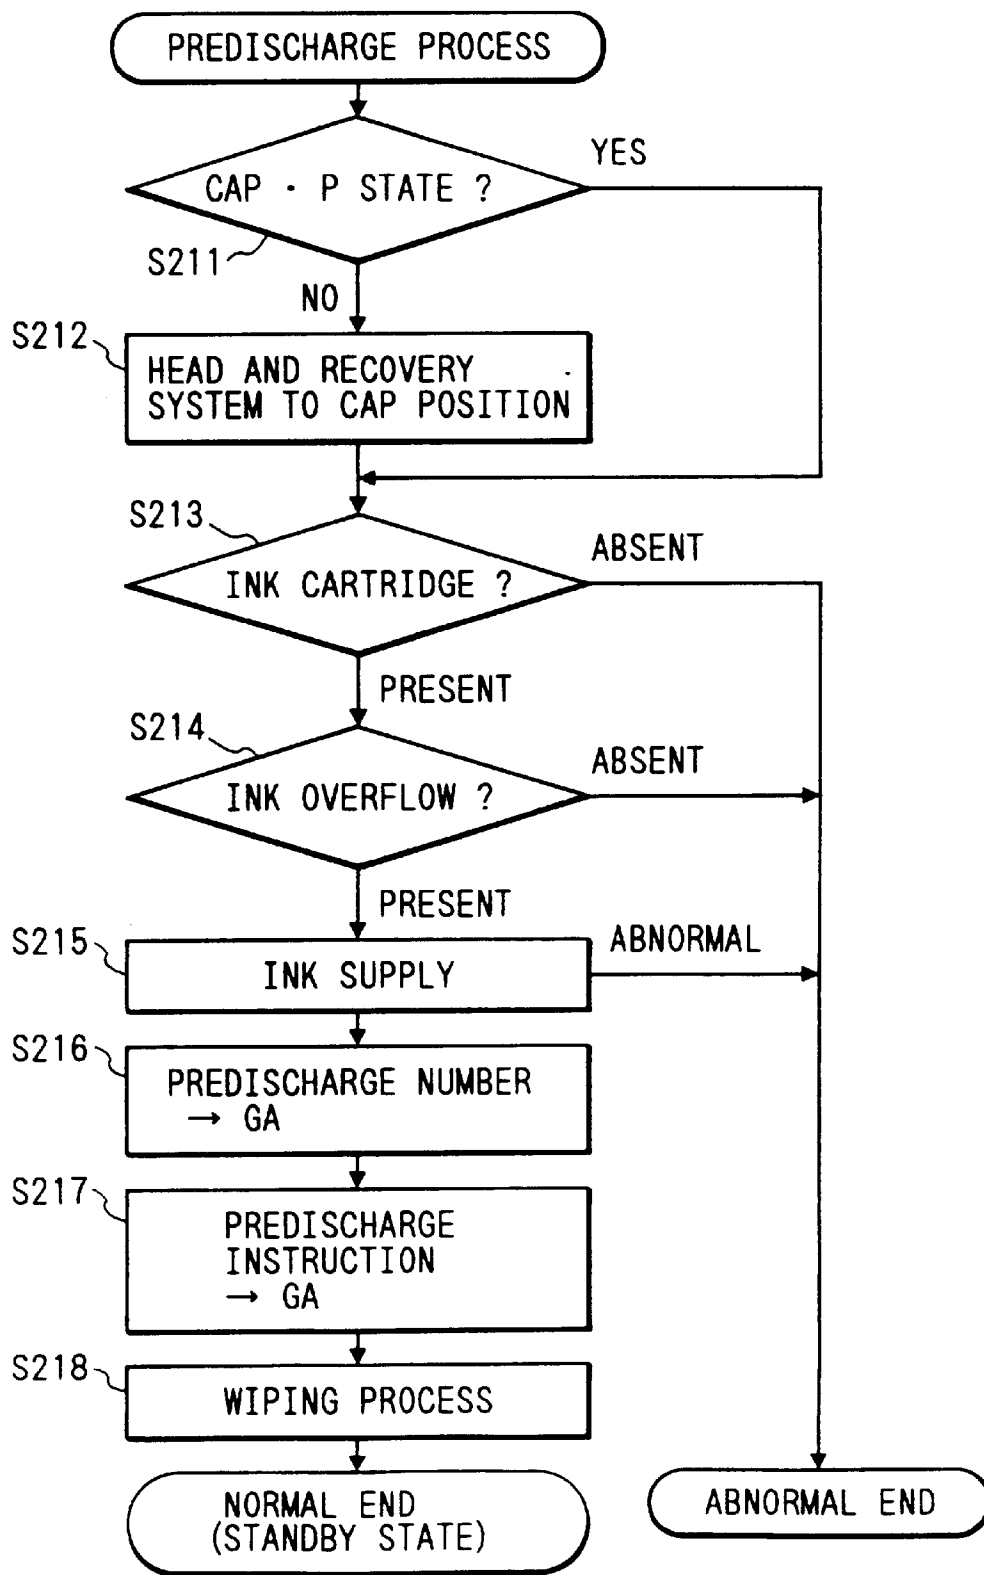 PREDISCHARGE PROCESS
YES
CAP · P STATE ?
S211
NO
S212
HEAD AND RECOVERY
SYSTEM TO CAP POSITION
S213
ABSENT
INK CARTRIDGE ?
PRESENT
S214
ABSENT
INK OVERFLOW ?
PRESENT
S215
ABNORMAL
INK SUPPLY
S216
PREDISCHARGE NUMBER
→ GA
S217
PREDISCHARGE
INSTRUCTION
→ GA
S218
WIPING PROCESS
NORMAL END
(STANDBY STATE)
ABNORMAL END